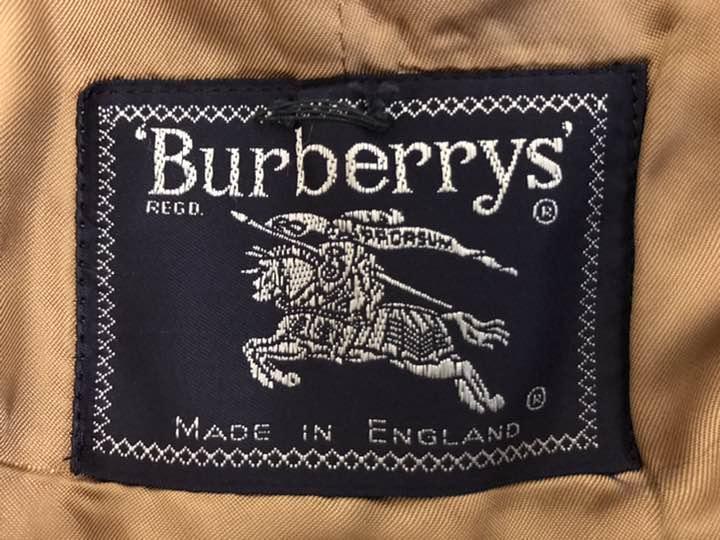 ‘Burberrys’
REGD.
®
PRORSUM
®
MADE IN ENGLAND